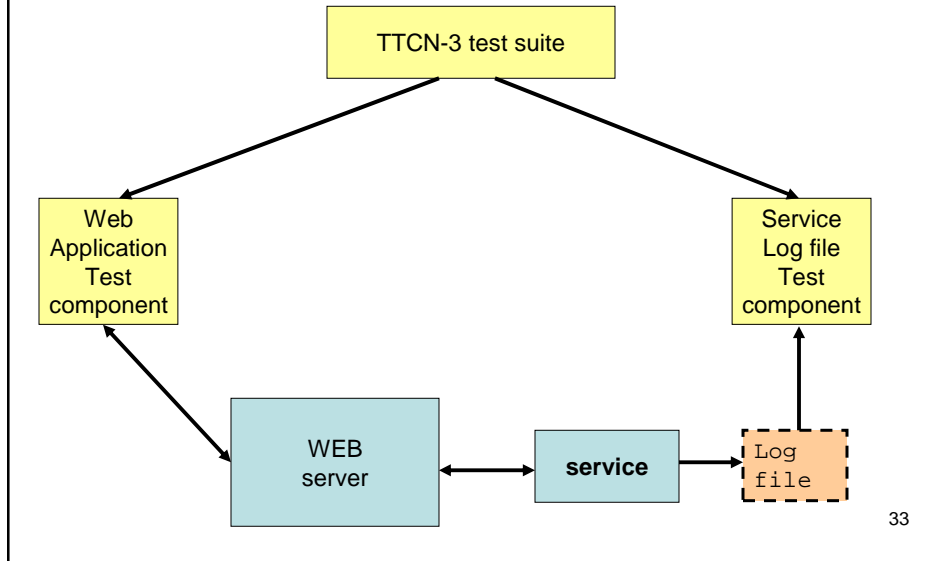 TTCN-3 test suite
Web
Application
Test
component
Service
Log file
Test
component
WEB
server
service
Log
file
33